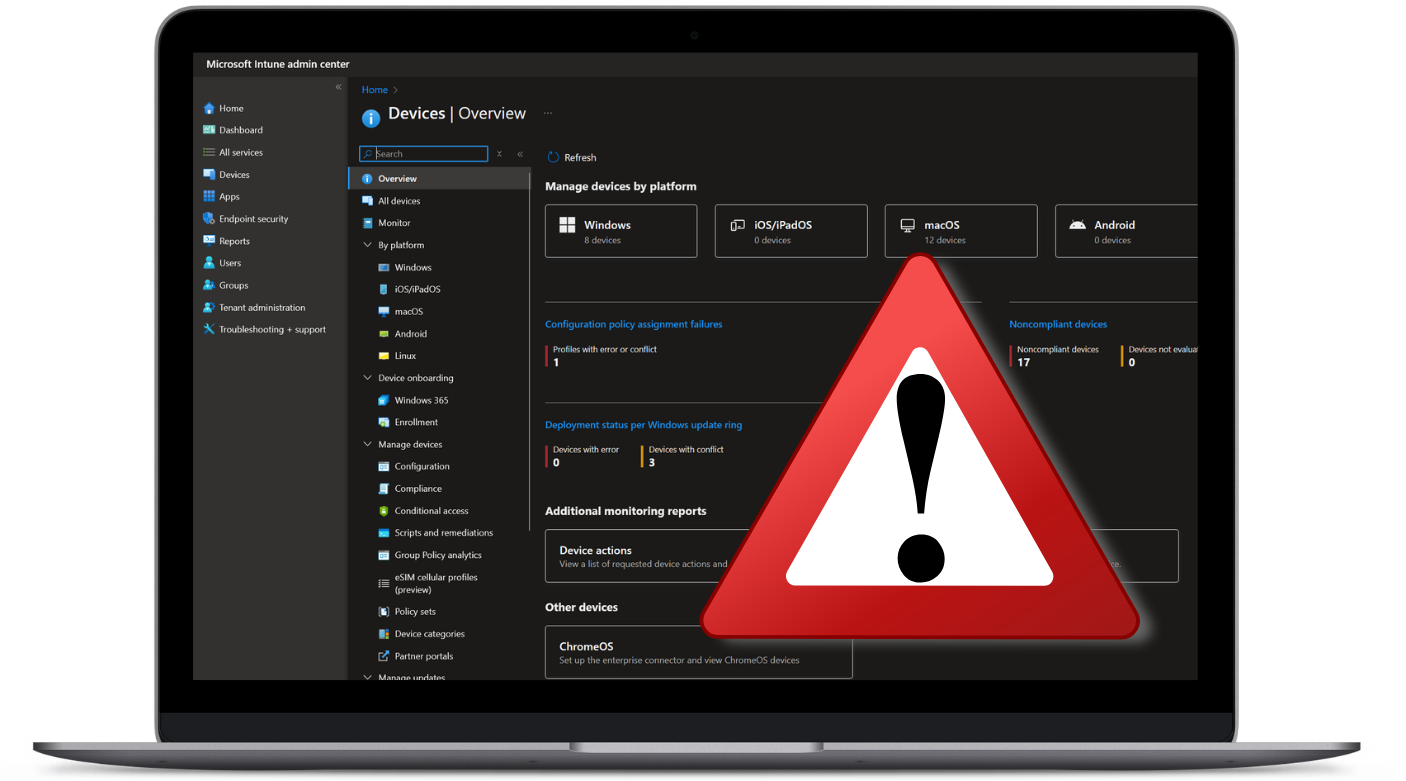 Microsoft Intune admin center
«
Home
Dashboard
All services
Devices
Apps
Endpoint security
Reports
Users
Groups
Tenant administration
Troubleshooting + support
Home >
Devices | Overview ...
Search
«
Overview
All devices
Monitor
By platform
Windows
iOS/iPadOS
macOS
Android
Linux
Device onboarding
Windows 365
Enrollment
Manage devices
Configuration
Compliance
Conditional access
Scripts and remediations
Group Policy analytics
eSIM cellular profiles
(preview)
Policy sets
Device categories
Partner portals
Manage updates
Refresh
Manage devices by platform
Windows
8 devices
iOS/iPadOS
0 devices
macOS
12 devices
Android
0 devices
Configuration policy assignment failures
Profiles with error or conflict
1
Noncompliant devices
Noncompliant devices
17
Devices not evalua
0
Deployment status per Windows update ring
Devices with error
0
Devices with conflict
3
Additional monitoring reports
Device actions
View a list of requested device actions and
ce.
Other devices
ChromeOS
Set up the enterprise connector and view ChromeOS devices
!